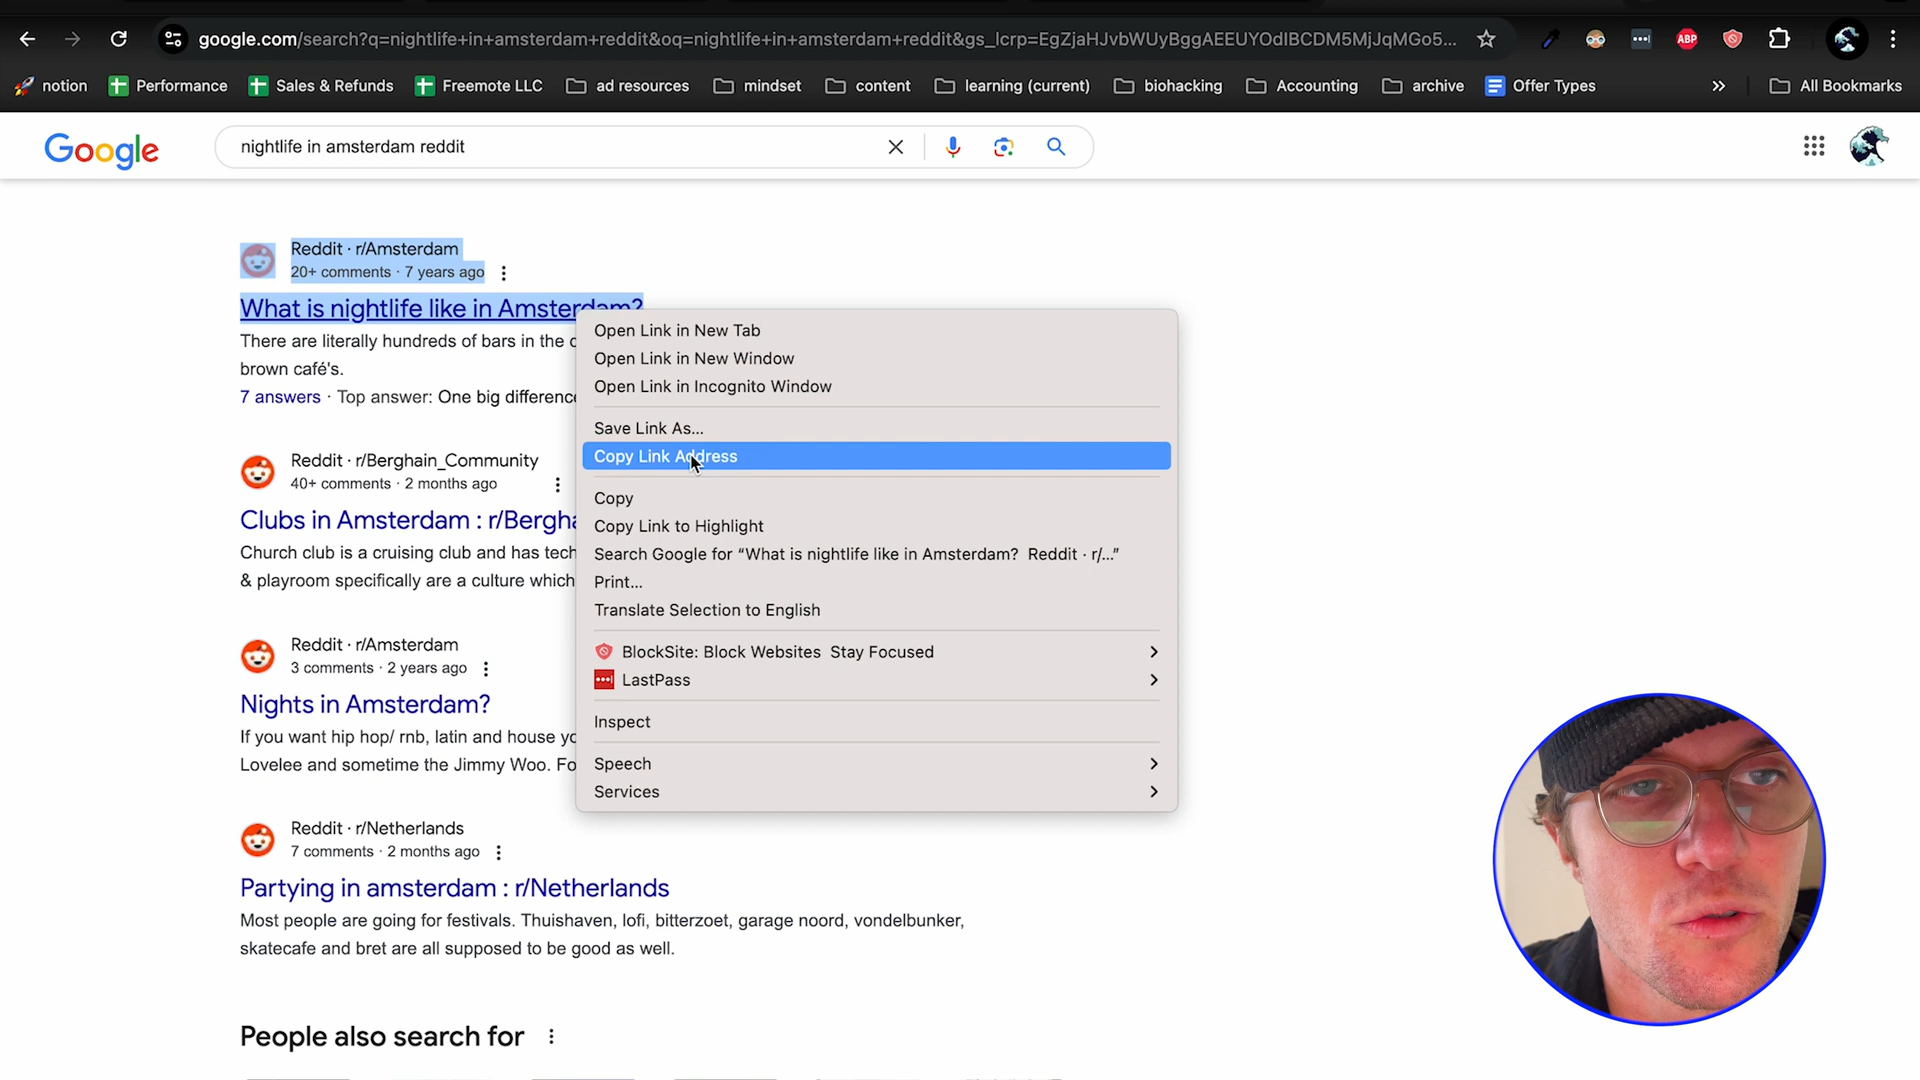 google.com/search?q=nightlife+in+amsterdam+reddit&oq=nightlife+in+amsterdam+reddit&gs_lcrp=EgZjaHJvbWUyBggAEEUYOdIBCDM5MjJqMGo5...
ABP
notion Performance Sales & Refunds Freemote LLC ad resources mindset content learning (current) biohacking Accounting archive Offer Types » All Bookmarks
Google
nightlife in amsterdam reddit
Reddit · r/Amsterdam
20+ comments · 7 years ago
What is nightlife like in Amsterdam?
There are literally hundreds of bars in the
brown café's.
7 answers · Top answer: One big difference
Reddit · r/Berghain_Community
40+ comments · 2 months ago
Clubs in Amsterdam : r/Bergha
Church club is a cruising club and has tech
& playroom specifically are a culture which
Reddit · r/Amsterdam
3 comments · 2 years ago
Nights in Amsterdam?
If you want hip hop/ rnb, latin and house
Lovelee and sometime the Jimmy Woo.
Reddit · r/Netherlands
7 comments · 2 months ago
Partying in amsterdam : r/Netherlands
Most people are going for festivals. Thuishaven, lofi, bitterzoet, garage noord, vondelbunker,
skatecafe and bret are all supposed to be good as well.
People also search for
Open Link in New Tab
Open Link in New Window
Open Link in Incognito Window
Save Link As...
Copy Link Address
Copy
Copy Link to Highlight
Search Google for “What is nightlife like in Amsterdam? Reddit · r/...”
Print...
Translate Selection to English
BlockSite: Block Websites Stay Focused
LastPass
Inspect
Speech
Services